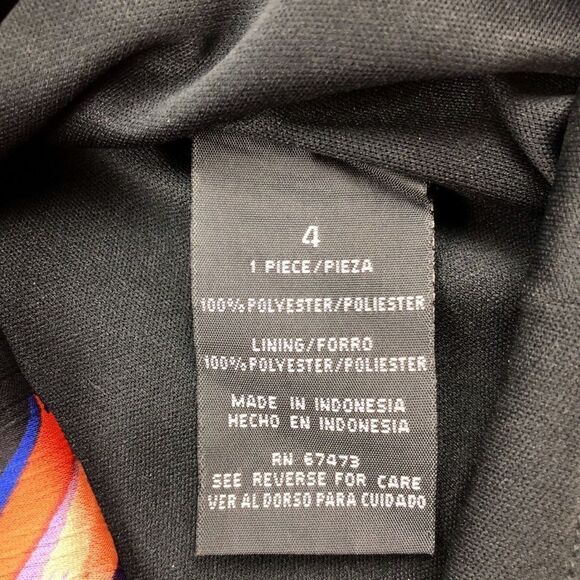 4
1 PIECE/PIEZA
100% POLYESTER/POLIESTER
LINING/FORRO
100% POLYESTER/POLIESTER
MADE IN INDONESIA
HECHO EN INDONESIA
RN 67473
SEE REVERSE FOR CARE
VER AL DORSO PARA CUIDADO